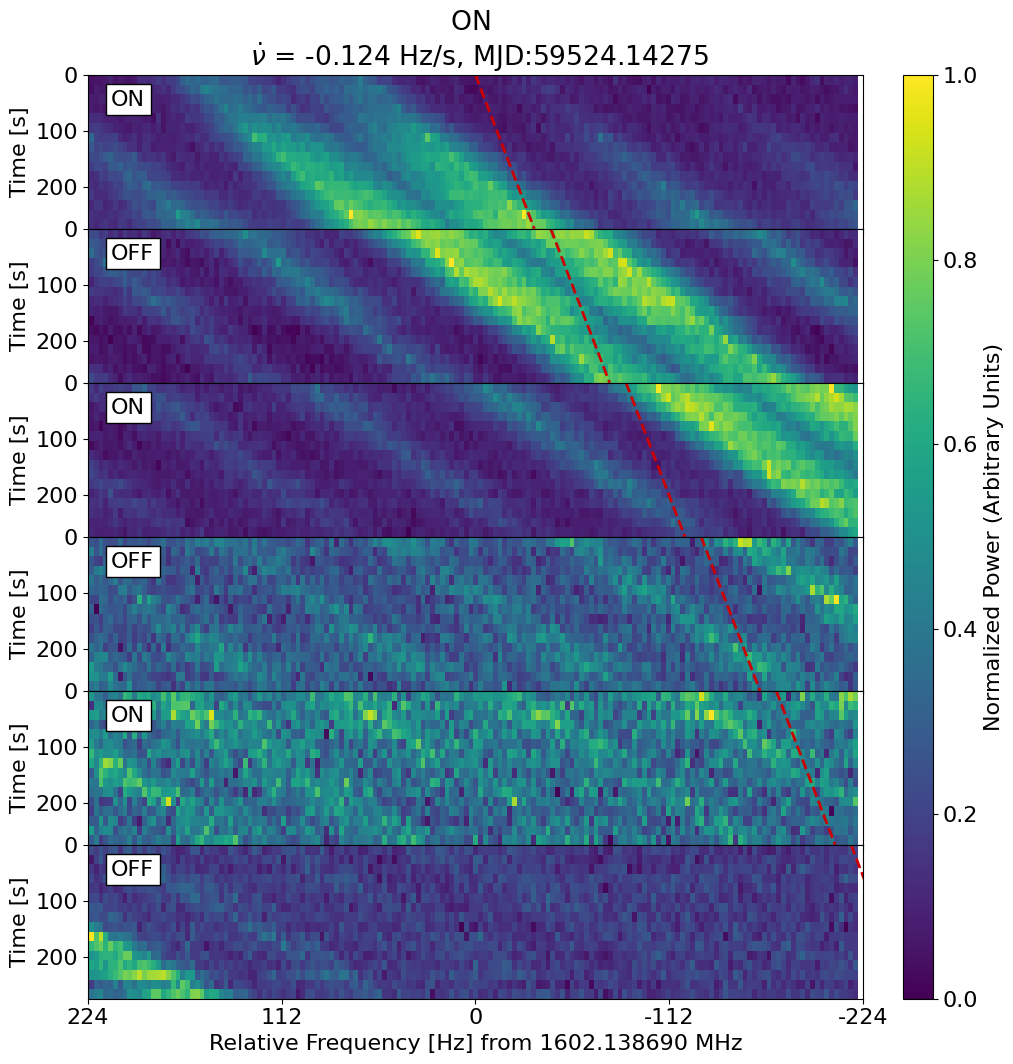 ON
ν̇ = -0.124 Hz/s, MJD:59524.14275
ON
OFF
ON
OFF
ON
OFF
Time [s]
0
100
200
Time [s]
0
100
200
Time [s]
0
100
200
Time [s]
0
100
200
Time [s]
0
100
200
Time [s]
0
100
200
224 112 0 -112 -224
Relative Frequency [Hz] from 1602.138690 MHz
1.0
0.8
0.6
0.4
0.2
0.0
Normalized Power (Arbitrary Units)